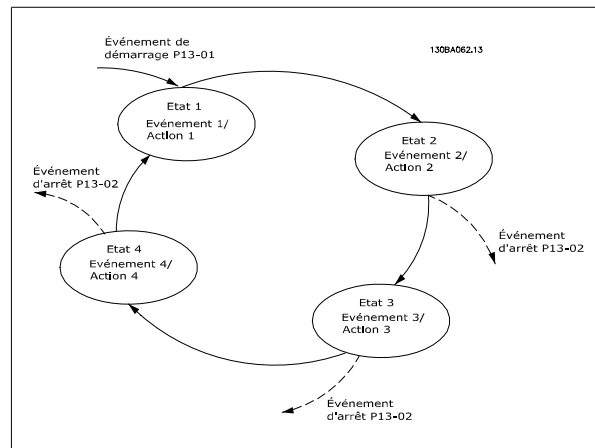 Événement de
démarrage P13-01
130BA062.13
Etat 1
Evénement 1/
Action 1
Etat 2
Evénement 2/
Action 2
Événement
d'arrêt P13-02
Etat 4
Evénement 4/
Action 4
Événement
d'arrêt P13-02
Etat 3
Evénement 3/
Action 3
Événement
d'arrêt P13-02